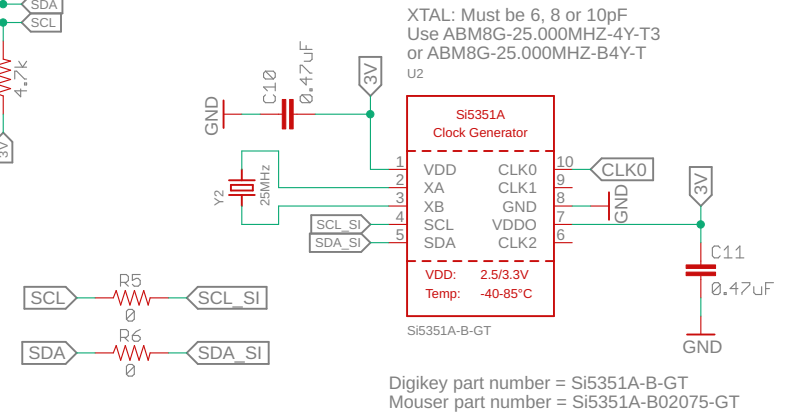 SDA
SCL
4.7k
3V
XTAL: Must be 6, 8 or 10pF
Use ABM8G-25.000MHZ-4Y-T3
or ABM8G-25.000MHZ-B4Y-T
U2
GND
C10
0.47uF
3V
Si5351A
Clock Generator
1 VDD CLK0 10 CLK0
2 XA CLK1 9
3 XB GND 8 GND
4 SCL VDDO 7
5 SDA CLK2 6
Y2
25MHz
SCL_SI
SDA_SI
VDD: 2.5/3.3V
Temp: -40-85°C
Si5351A-B-GT
3V
C11
0.47uF
GND
R5
SCL SCL_SI
0
R6
SDA SDA_SI
0
Digikey part number = Si5351A-B-GT
Mouser part number = Si5351A-B02075-GT